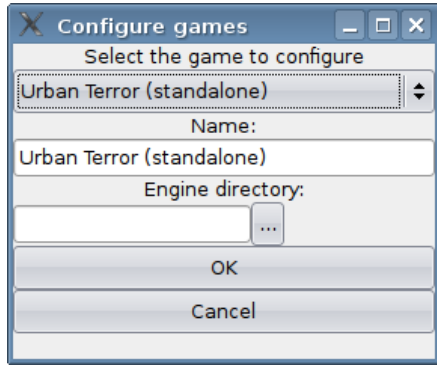 Configure games
Select the game to configure
Urban Terror (standalone)
Name:
Urban Terror (standalone)
Engine directory:
...
OK
Cancel